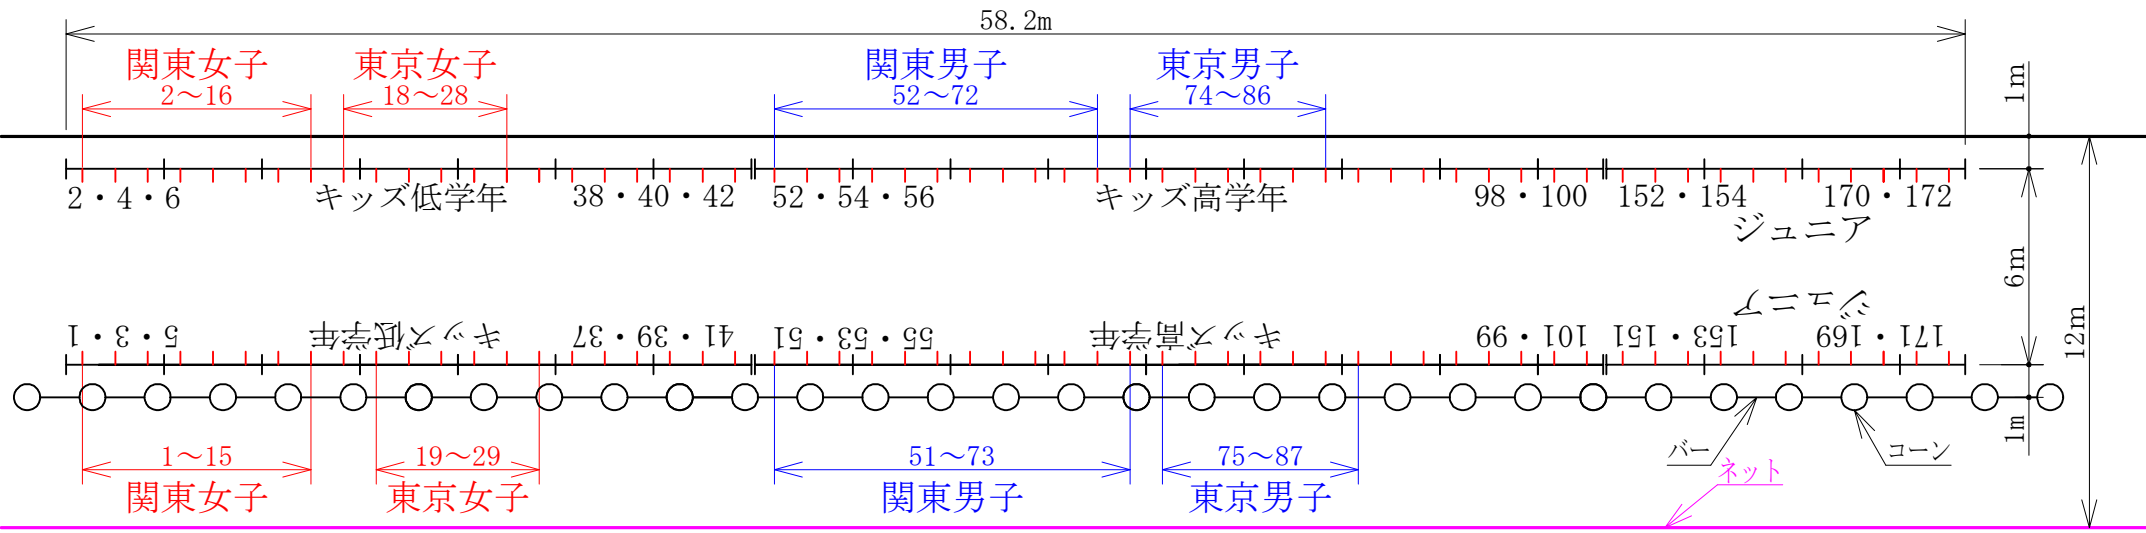 58.2m
関東女子
2～16
東京女子
18～28
関東男子
52～72
東京男子
74～86
1m
2・4・6
キッズ低学年
38・40・42
52・54・56
キッズ高学年
98・100
152・154
170・172
ジュニア
6m
12m
1・3・5
キッズ低学年
37・39・41
51・53・55
キッズ高学年
99・101
151・153
169・171
ジュニア
1m
バー
コーン
ネット
1～15
関東女子
19～29
東京女子
51～73
関東男子
75～87
東京男子